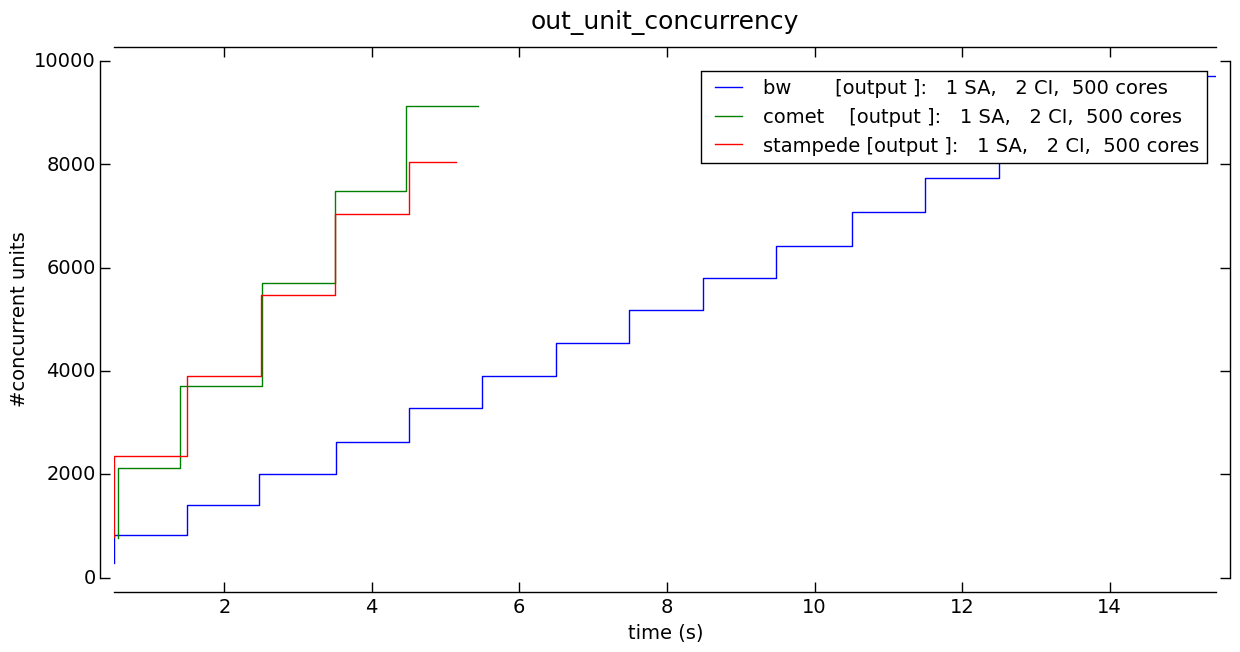 out_unit_concurrency
10000
8000
6000
4000
2000
0
#concurrent units
bw [output ]: 1 SA, 2 CI, 500 cores
comet [output ]: 1 SA, 2 CI, 500 cores
stampede [output ]: 1 SA, 2 CI, 500 cores
2 4 6 8 10 12 14
time (s)